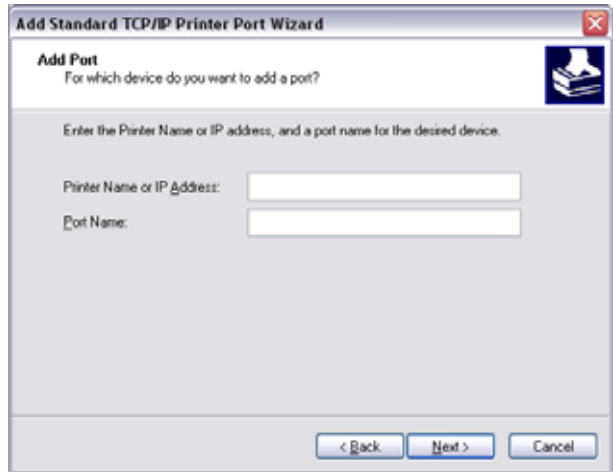 Add Standard TCP/IP Printer Port Wizard
Add Port
For which device do you want to add a port?
Enter the Printer Name or IP address, and a port name for the desired device.
Printer Name or IP Address:
Port Name:
< Back
Next >
Cancel